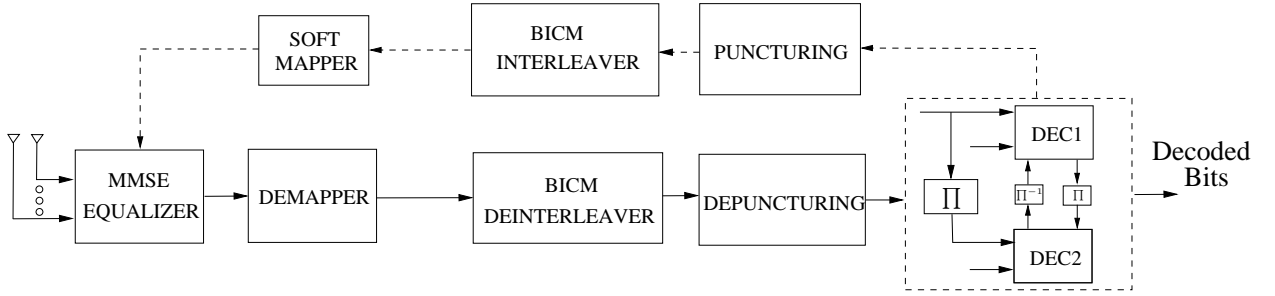 SOFT
MAPPER
BICM
INTERLEAVER
PUNCTURING
MMSE
EQUALIZER
DEMAPPER
BICM
DEINTERLEAVER
DEPUNCTURING
DEC1
Π
Π⁻¹
Π
DEC2
Decoded
Bits